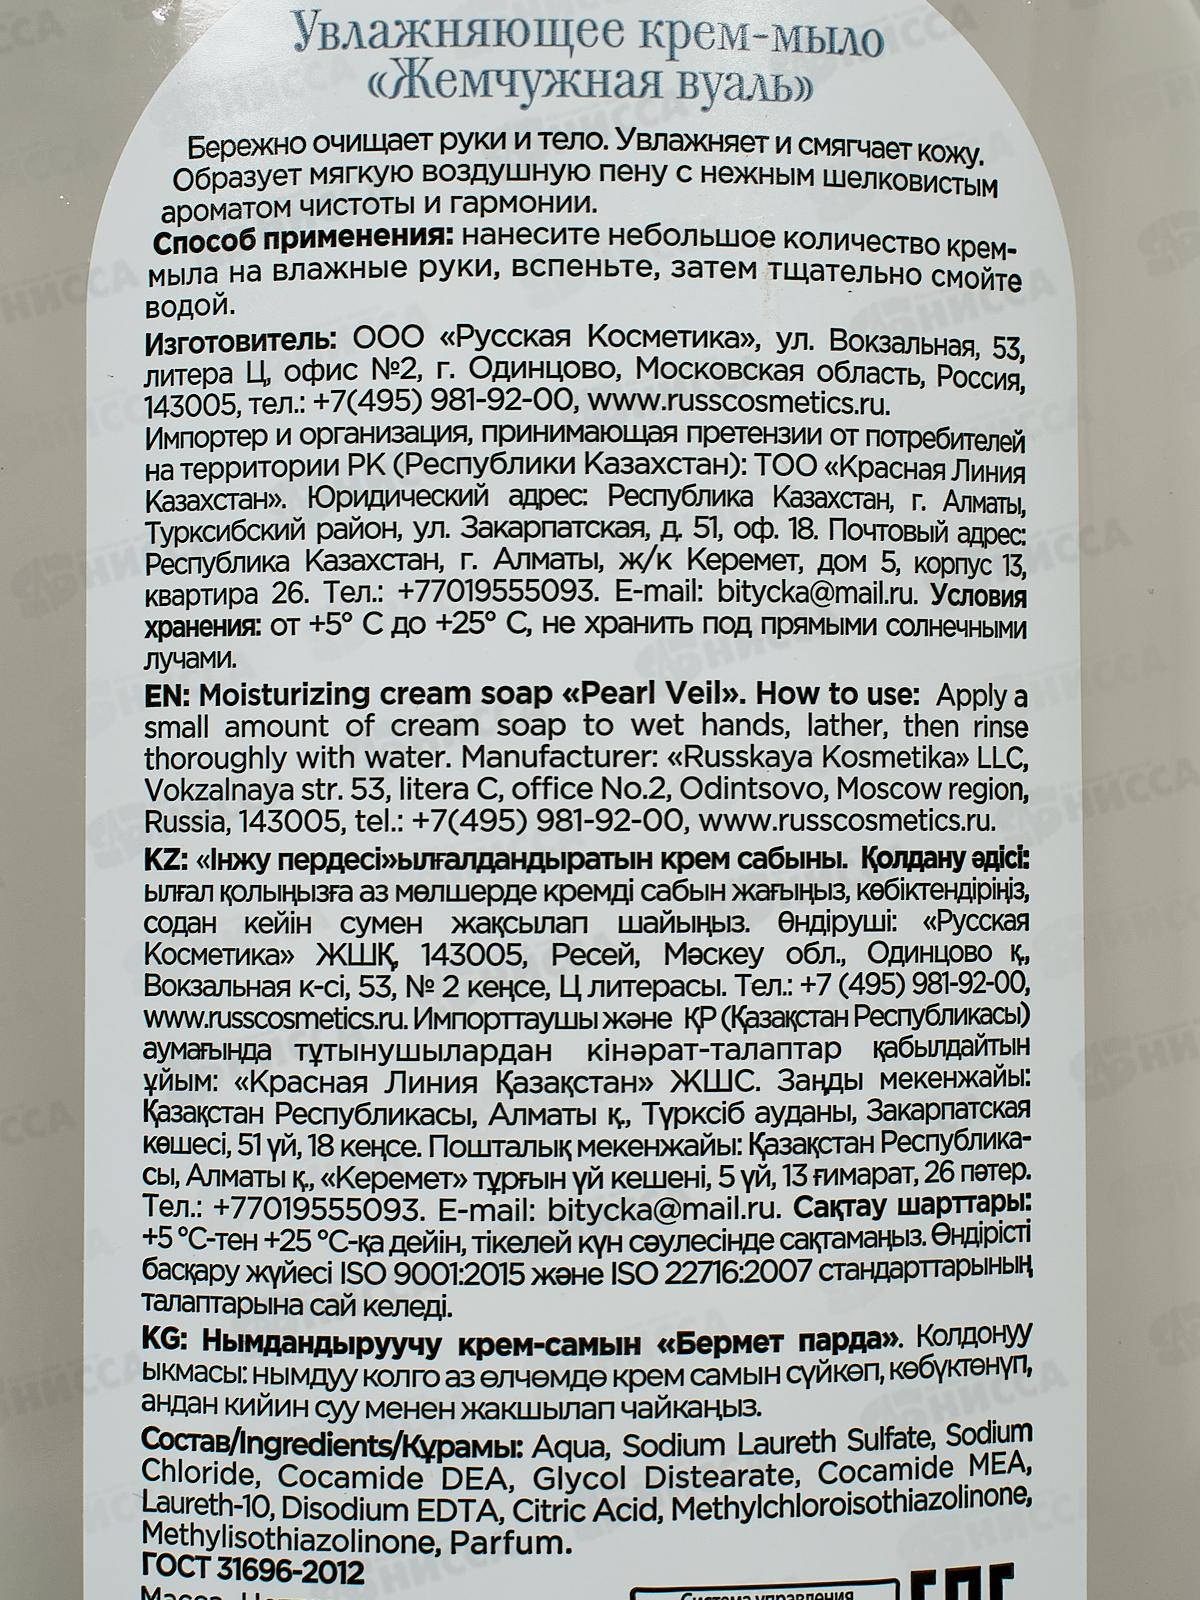 Увлажняющее крем-мыло
«Жемчужная вуаль»
Бережно очищает руки и тело. Увлажняет и смягчает кожу.
Образует мягкую воздушную пену с нежным шелковистым
ароматом чистоты и гармонии.
Способ применения: нанесите небольшое количество крем-
мыла на влажные руки, вспеньте, затем тщательно смойте
водой.
Изготовитель: ООО «Русская Косметика», ул. Вокзальная, 53,
литера Ц, офис №2, г. Одинцово, Московская область, Россия,
143005, тел.: +7(495) 981-92-00, www.russcosmetics.ru.
Импортер и организация, принимающая претензии от потребителей
на территории РК (Республики Казахстан): ТОО «Красная Линия
Казахстан». Юридический адрес: Республика Казахстан, г. Алматы,
Турксибский район, ул. Закарпатская, д. 51, оф. 18. Почтовый адрес:
Республика Казахстан, г. Алматы, ж/к Керемет, дом 5, корпус 13,
квартира 26. Тел.: +77019555093. E-mail: bitycka@mail.ru. Условия
хранения: от +5° С до +25° С, не хранить под прямыми солнечными
лучами.
EN: Moisturizing cream soap «Pearl Veil». How to use: Apply a
small amount of cream soap to wet hands, lather, then rinse
thoroughly with water. Manufacturer: «Russkaya Kosmetika» LLC,
Vokzalnaya str. 53, litera C, office No.2, Odintsovo, Moscow region,
Russia, 143005, tel.: +7(495) 981-92-00, www.russcosmetics.ru.
KZ: «Інжу пердесі»ылғалдандыратын крем сабыны. Қолдану әдісі:
ылғал қолыңызға аз мөлшерде кремді сабын жағыңыз, көбіктендіріңіз,
содан кейін сумен жақсылап шайыңыз. Өндіруші: «Русская
Косметика» ЖШҚ, 143005, Ресей, Мәскеу обл., Одинцово қ.,
Вокзальная к-сі, 53, № 2 кеңсе, Ц литерасы. Тел.: +7 (495) 981-92-00,
www.russcosmetics.ru. Импорттаушы және ҚР (Қазақстан Республикасы)
аумағында тұтынушылардан кінәрат-талаптар қабылдайтын
ұйым: «Красная Линия Қазақстан» ЖШС. Заңды мекенжайы:
Қазақстан Республикасы, Алматы қ., Түрксіб ауданы, Закарпатская
көшесі, 51 үй, 18 кеңсе. Пошталық мекенжайы: Қазақстан Республика-
сы, Алматы қ., «Керемет» тұрғын үй кешені, 5 үй, 13 ғимарат, 26 пәтер.
Тел.: +77019555093. E-mail: bitycka@mail.ru. Сақтау шарттары:
+5 °С-тен +25 °С-қа дейін, тікелей күн сәулесінде сақтамаңыз. Өндірісті
басқару жүйесі ISO 9001:2015 және ISO 22716:2007 стандарттарының
талаптарына сай келеді.
KG: Нымдандыруучу крем-самын «Бермет парда». Колдонуу
ыкмасы: нымдуу колго аз өлчөмдө крем самын сүйкөп, көбүктөнүп,
андан кийин суу менен жакшылап чайкаңыз.
Состав/Ingredients/Құрамы: Aqua, Sodium Laureth Sulfate, Sodium
Chloride, Cocamide DEA, Glycol Distearate, Cocamide MEA,
Laureth-10, Disodium EDTA, Citric Acid, Methylchloroisothiazolinone,
Methylisothiazolinone, Parfum.
ГОСТ 31696-2012
Система управления